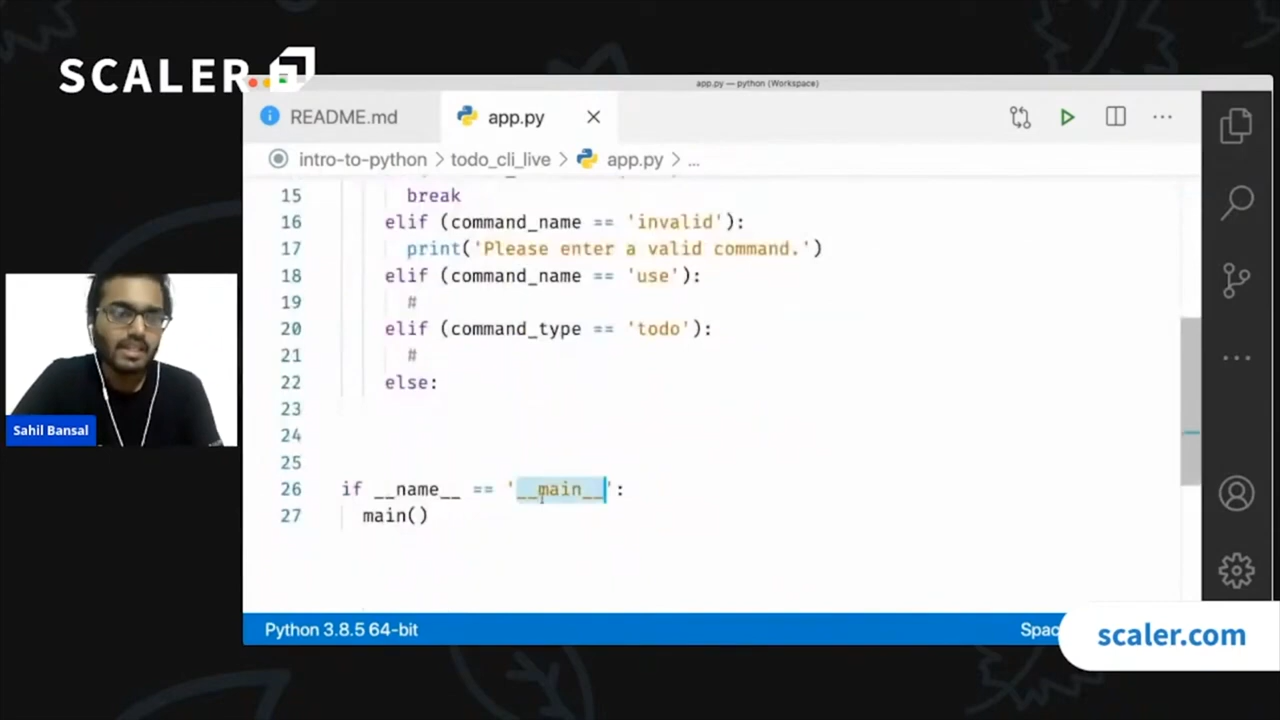 SCALER
app.py — python (Workspace)
README.md
app.py
intro-to-python > todo_cli_live > app.py > ...
15 break
16 elif (command_name == 'invalid'):
17 print('Please enter a valid command.')
18 elif (command_name == 'use'):
19 #
20 elif (command_type == 'todo'):
21 #
22 else:
23
24
25
26 if __name__ == '__main__':
27 main()
Sahil Bansal
Python 3.8.5 64-bit
scaler.com